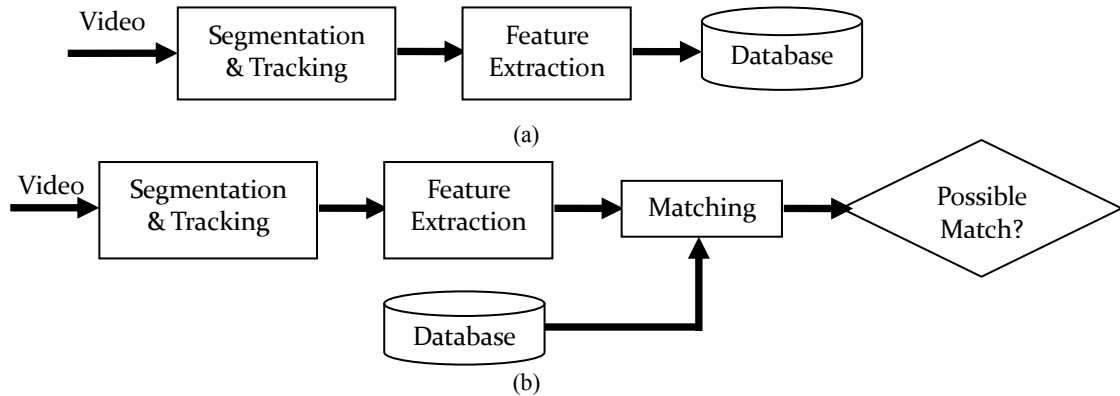 Video
Segmentation
& Tracking
Feature
Extraction
Database
(a)
Video
Segmentation
& Tracking
Feature
Extraction
Matching
Possible
Match?
Database
(b)